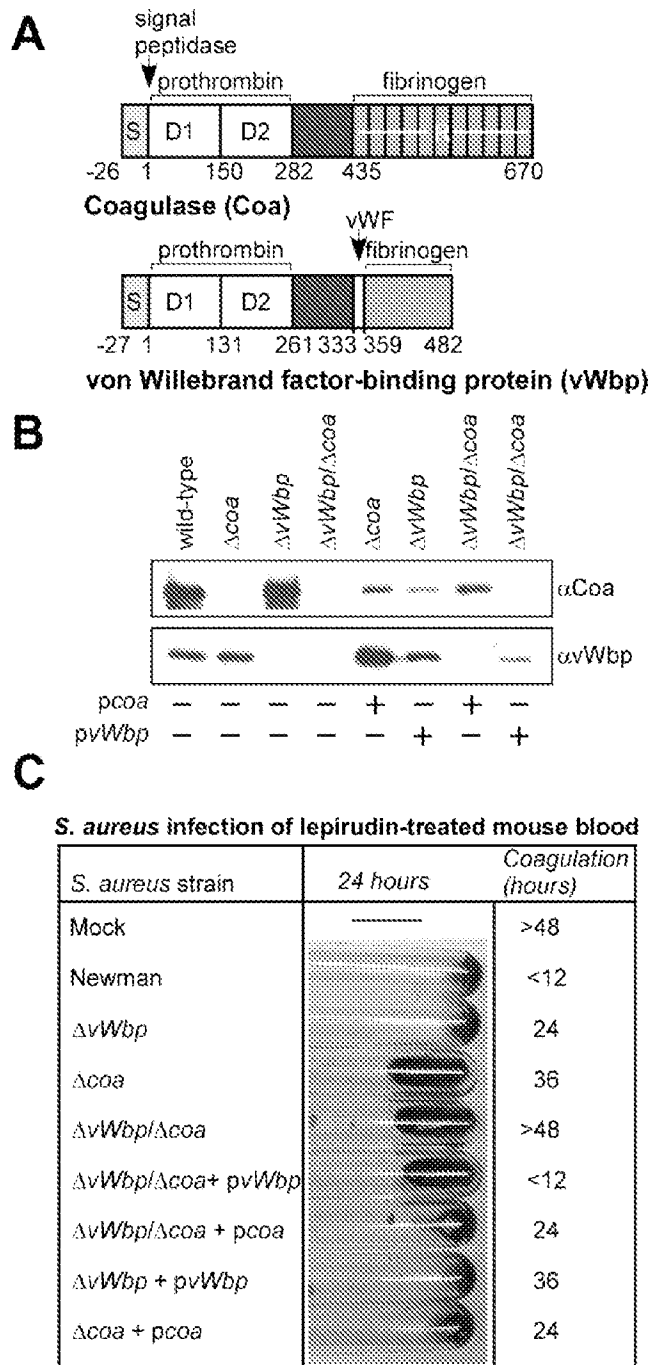 A
signal
peptidase
prothrombin fibrinogen
S D1 D2
-26 1 150 282 435 670
Coagulase (Coa)
vWF
prothrombin fibrinogen
S D1 D2
-27 1 131 261 333 359 482
von Willebrand factor-binding protein (vWbp)
B
wild-type Δcoa ΔvWbp ΔvWbp/Δcoa Δcoa ΔvWbp ΔvWbp/Δcoa ΔvWbp/Δcoa
αCoa
αvWbp
pcoa − − − − + − + −
pvWbp − − − − − + − +
C
S. aureus infection of lepirudin-treated mouse blood
S. aureus strain 24 hours Coagulation
(hours)
Mock >48
Newman <12
ΔvWbp 24
Δcoa 36
ΔvWbp/Δcoa >48
ΔvWbp/Δcoa+ pvWbp <12
ΔvWbp/Δcoa + pcoa 24
ΔvWbp + pvWbp 36
Δcoa + pcoa 24